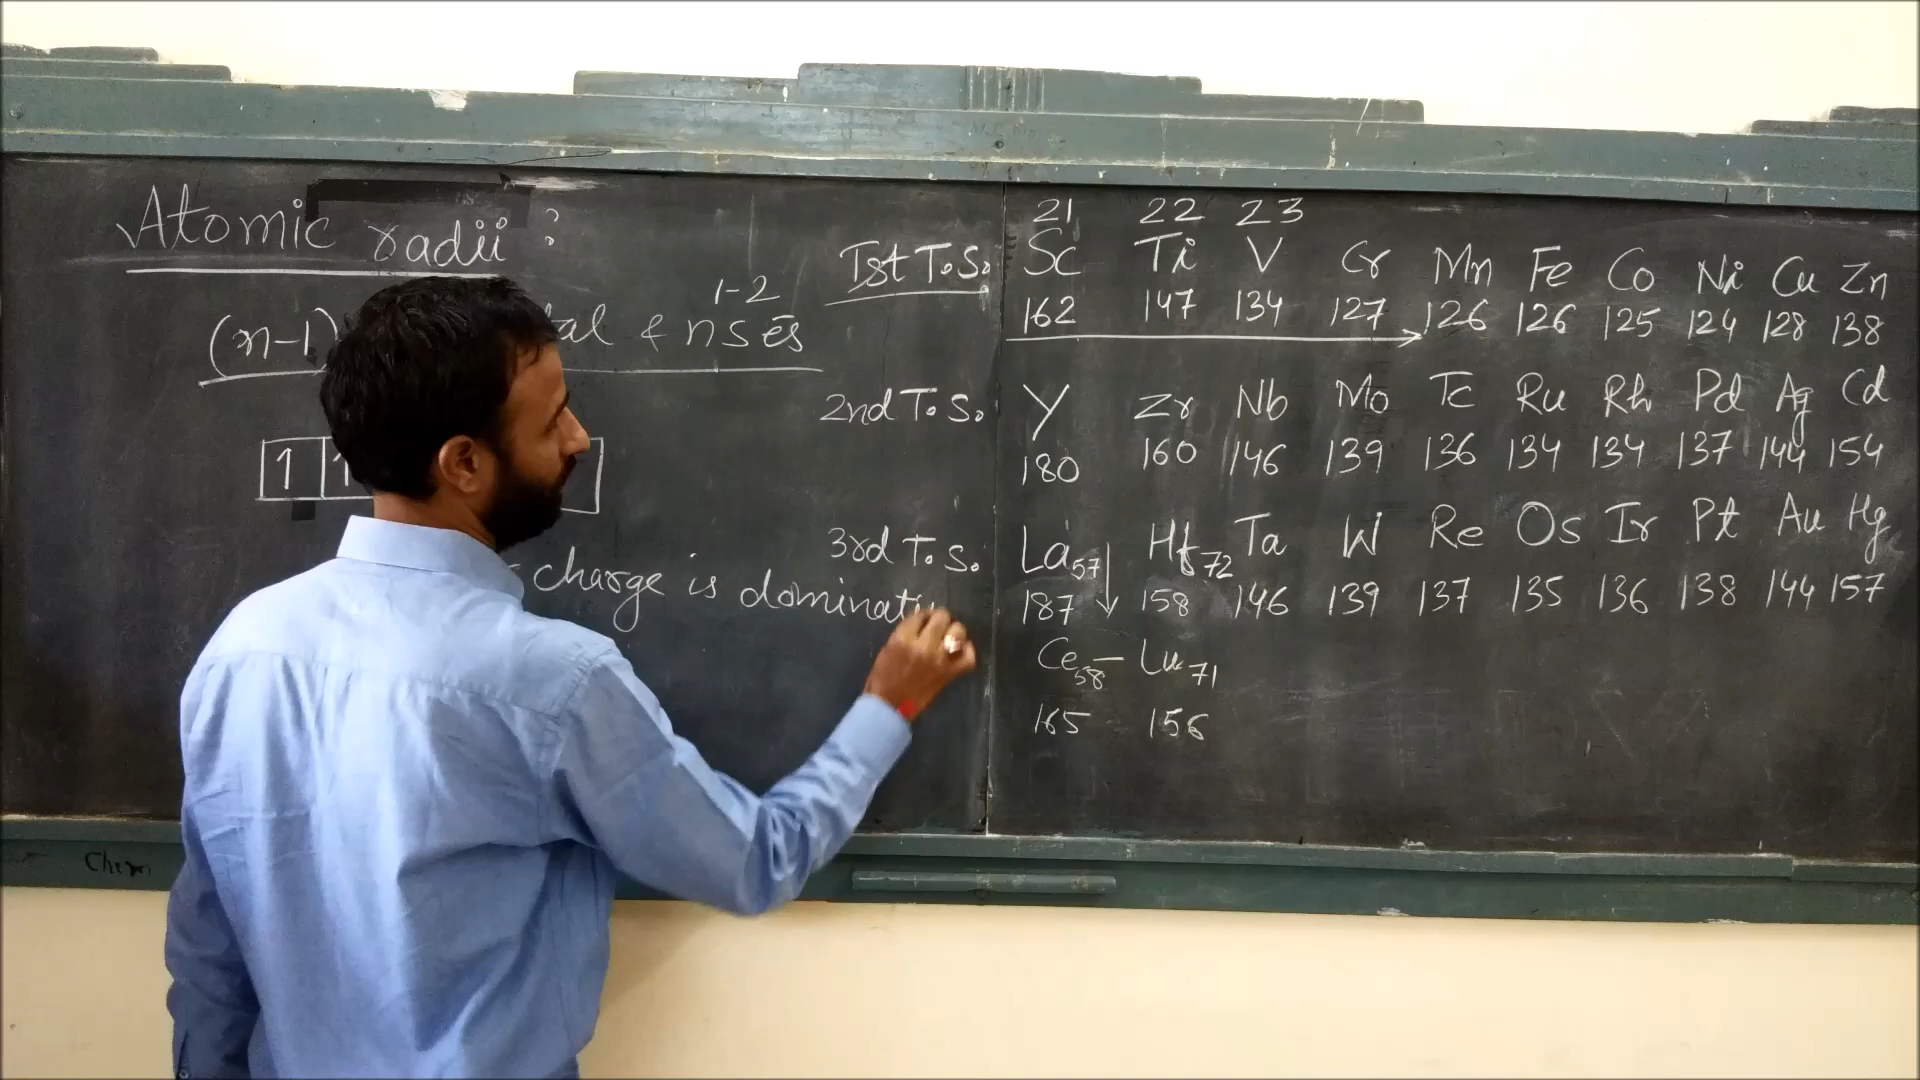 Atomic radii :
1-2
(n-1) & ns es
1
charge is dominati
21 22 23
Ist T.S. Sc Ti V Cr Mn Fe Co Ni Cu Zn
162 147 134 127 126 126 125 124 128 138
2nd T.S. Y Zr Nb Mo Tc Ru Rh Pd Ag Cd
180 160 146 139 136 134 134 137 144 154
3rd T.S. La57 Hf72 Ta W Re Os Ir Pt Au Hg
187 158 146 139 137 135 136 138 144 157
Ce58 - Lu71
165 156
Chem